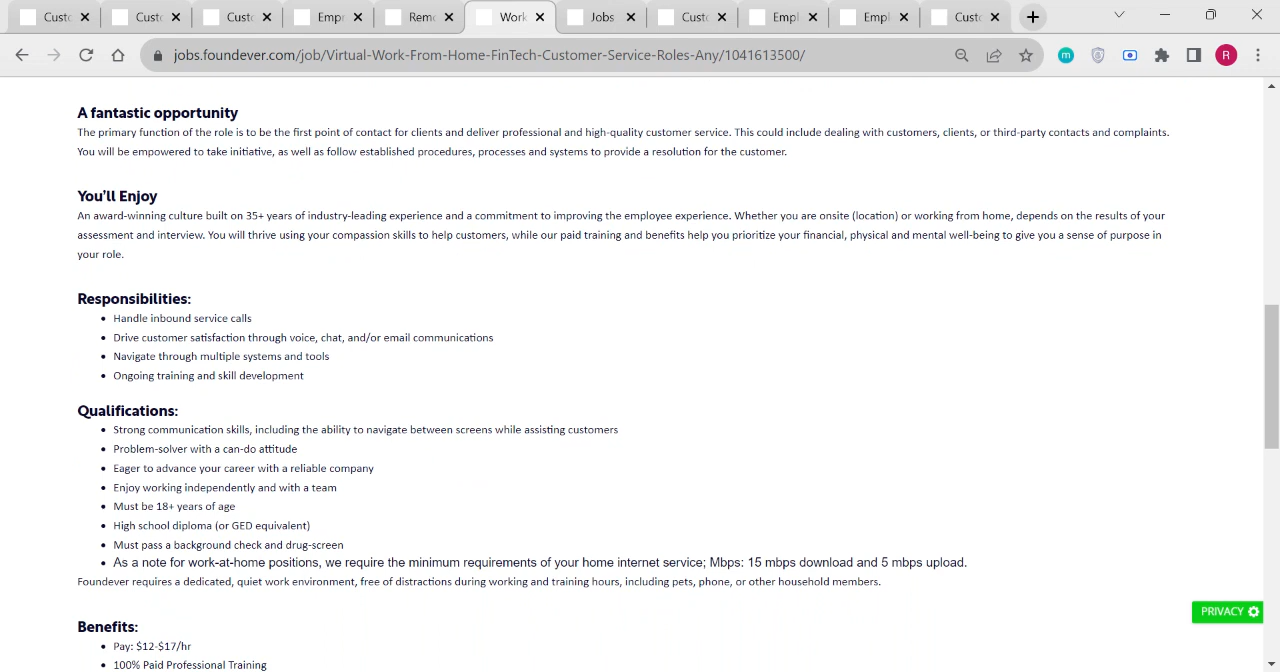 Custo
Custo
Custo
Empr
Remo
Work
Jobs
Custo
Empl
Empl
Custo
jobs.foundever.com/job/Virtual-Work-From-Home-FinTech-Customer-Service-Roles-Any/1041613500/
m
R
A fantastic opportunity
The primary function of the role is to be the first point of contact for clients and deliver professional and high-quality customer service. This could include dealing with customers, clients, or third-party contacts and complaints.
You will be empowered to take initiative, as well as follow established procedures, processes and systems to provide a resolution for the customer.
You'll Enjoy
An award-winning culture built on 35+ years of industry-leading experience and a commitment to improving the employee experience. Whether you are onsite (location) or working from home, depends on the results of your
assessment and interview. You will thrive using your compassion skills to help customers, while our paid training and benefits help you prioritize your financial, physical and mental well-being to give you a sense of purpose in
your role.
Responsibilities:
• Handle inbound service calls
• Drive customer satisfaction through voice, chat, and/or email communications
• Navigate through multiple systems and tools
• Ongoing training and skill development
Qualifications:
• Strong communication skills, including the ability to navigate between screens while assisting customers
• Problem-solver with a can-do attitude
• Eager to advance your career with a reliable company
• Enjoy working independently and with a team
• Must be 18+ years of age
• High school diploma (or GED equivalent)
• Must pass a background check and drug-screen
• As a note for work-at-home positions, we require the minimum requirements of your home internet service; Mbps: 15 mbps download and 5 mbps upload.
Foundever requires a dedicated, quiet work environment, free of distractions during working and training hours, including pets, phone, or other household members.
PRIVACY
Benefits:
• Pay: $12-$17/hr
• 100% Paid Professional Training